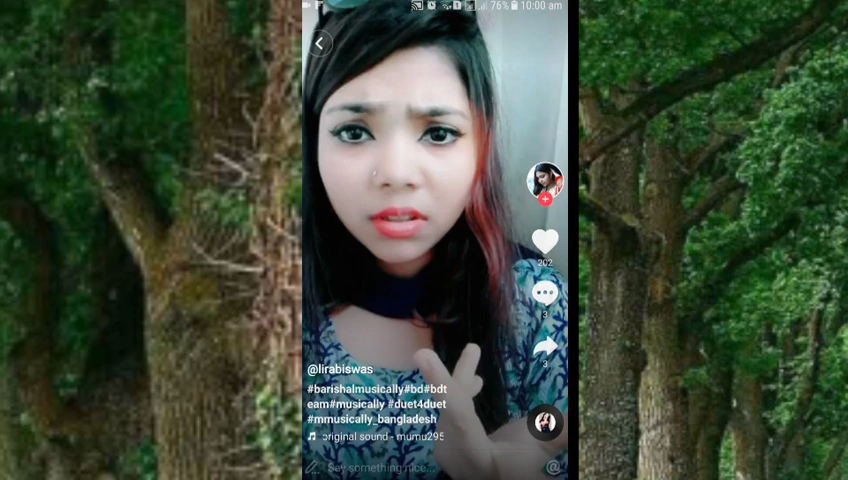 76% 10:00 am
202
3
3
@lirabiswas
#barishalmusically#bd#bdt
eam#musically #duet4duet
#mmusically_bangladesh
original sound - mumu295
Say something nice...
@